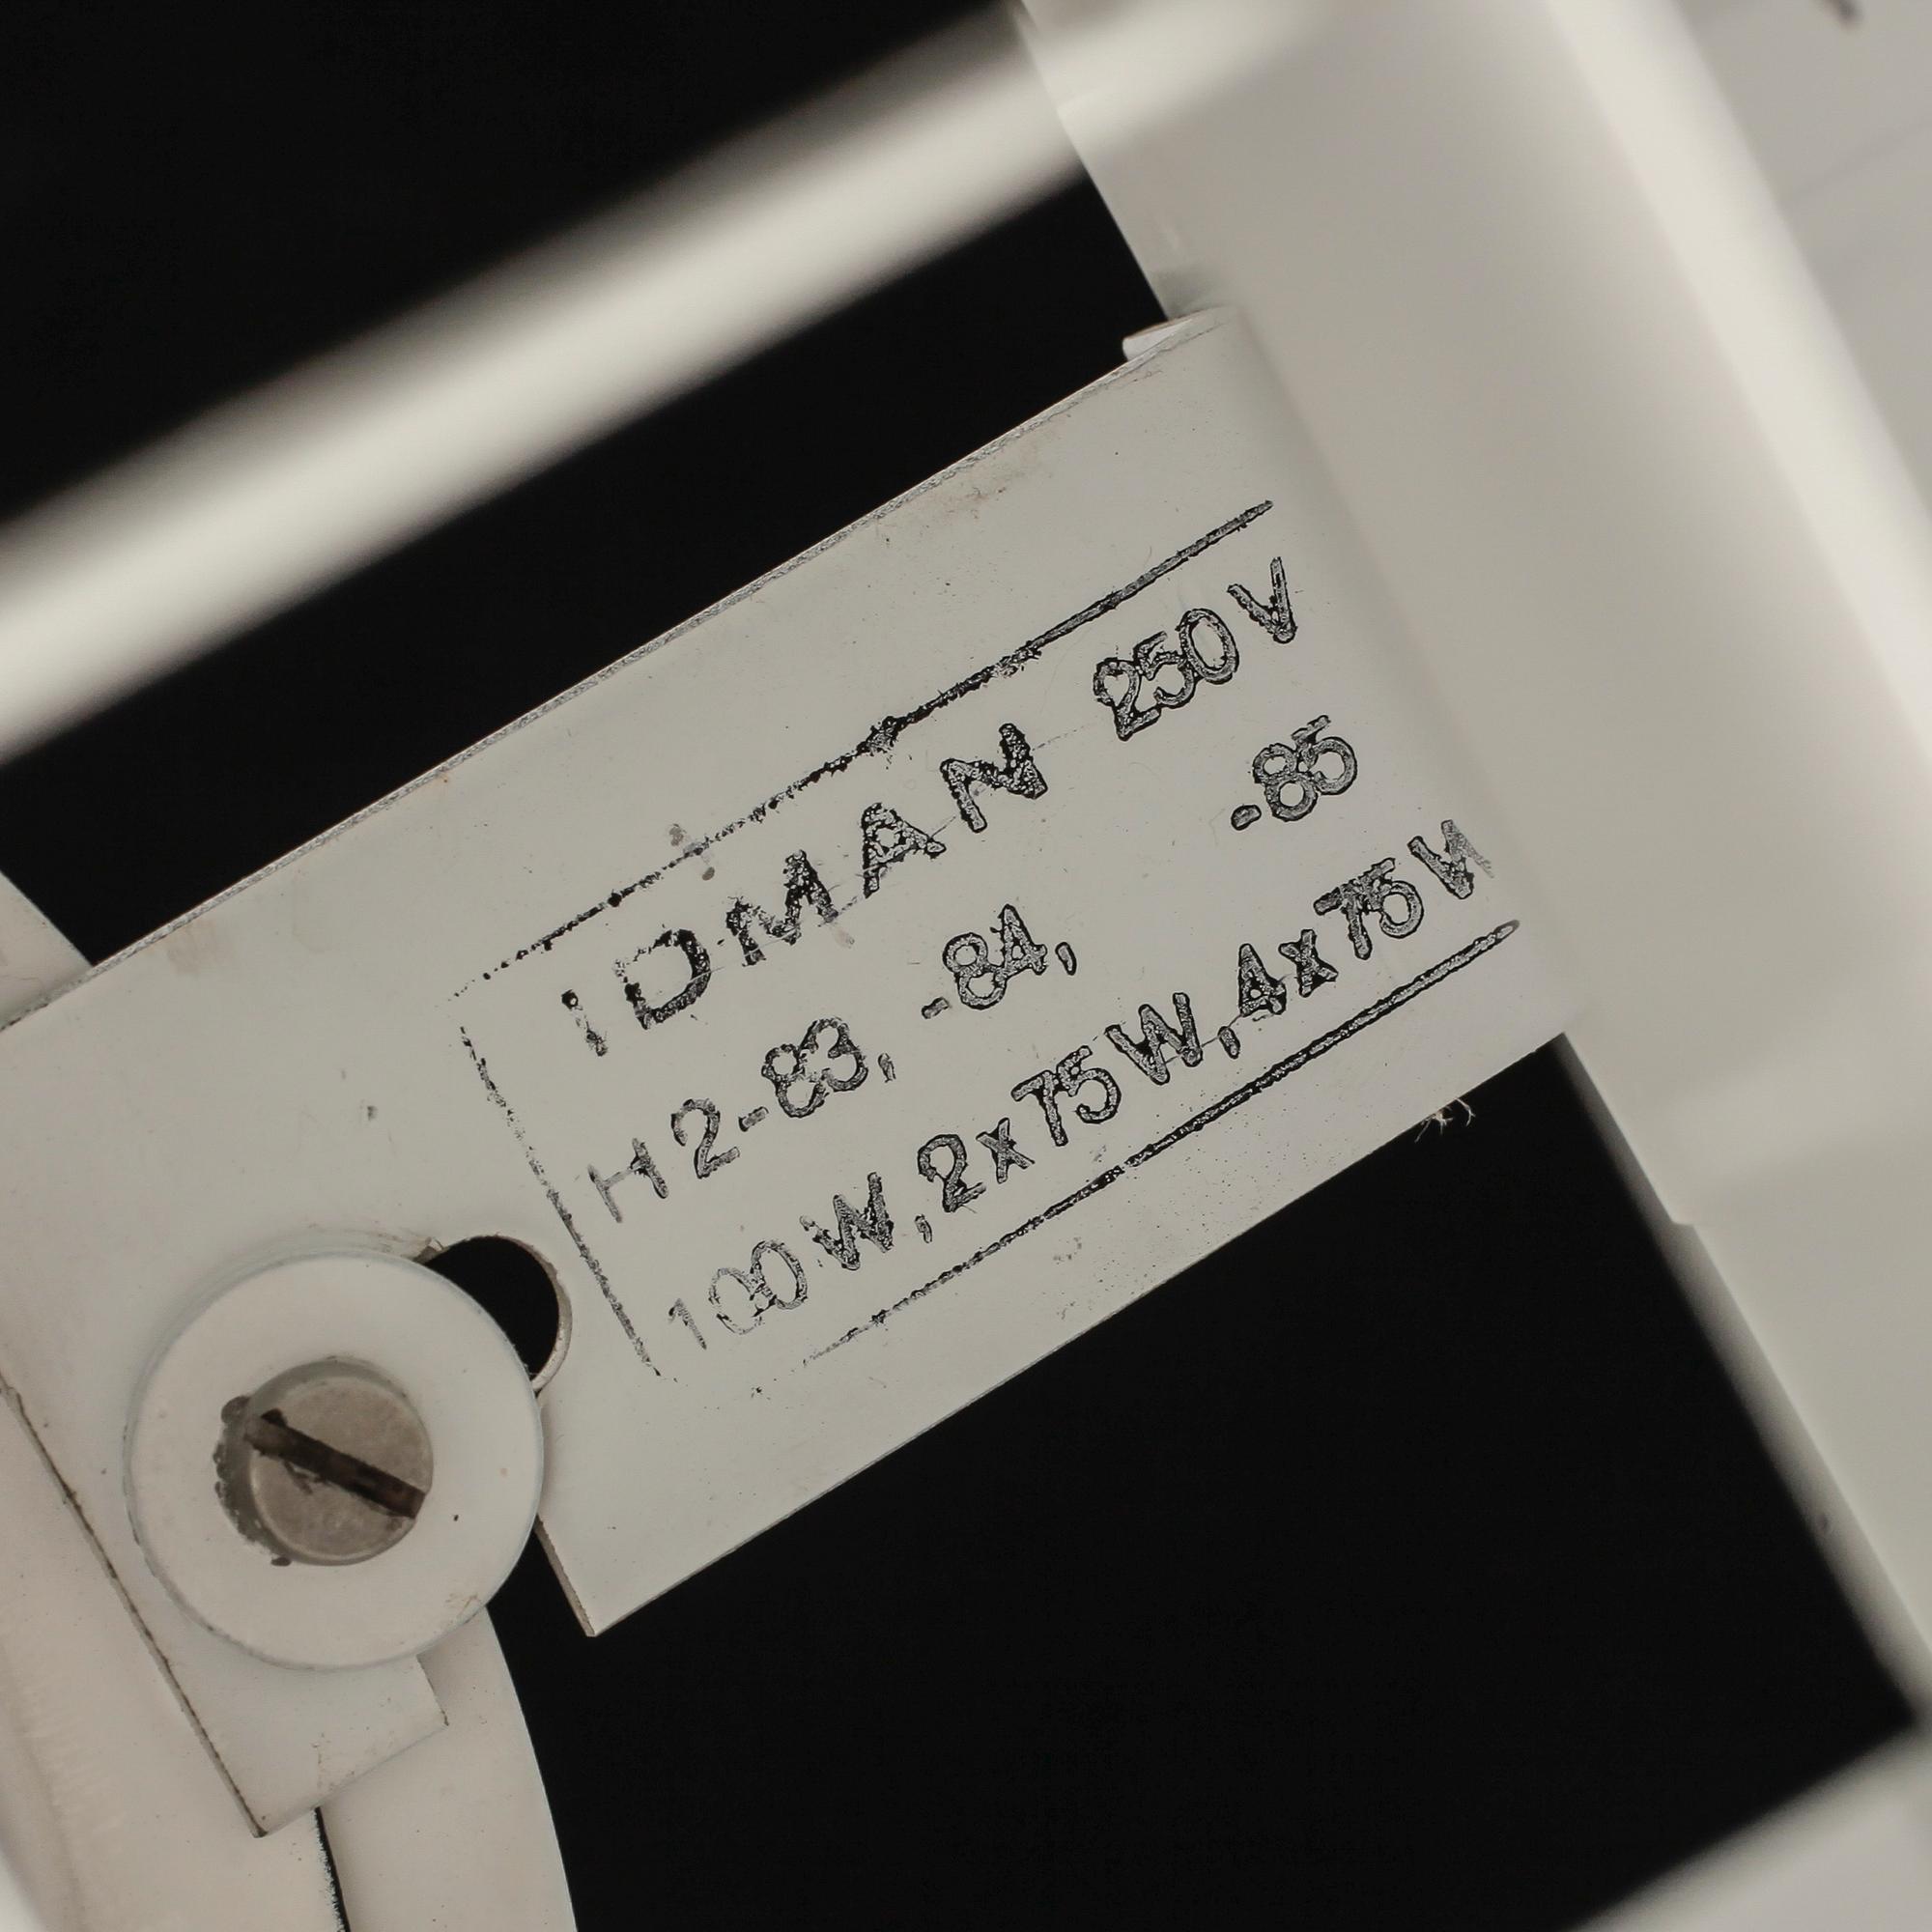 IDMAN 250V
H2-83, -84, -85
100W,2x75W,4x75W